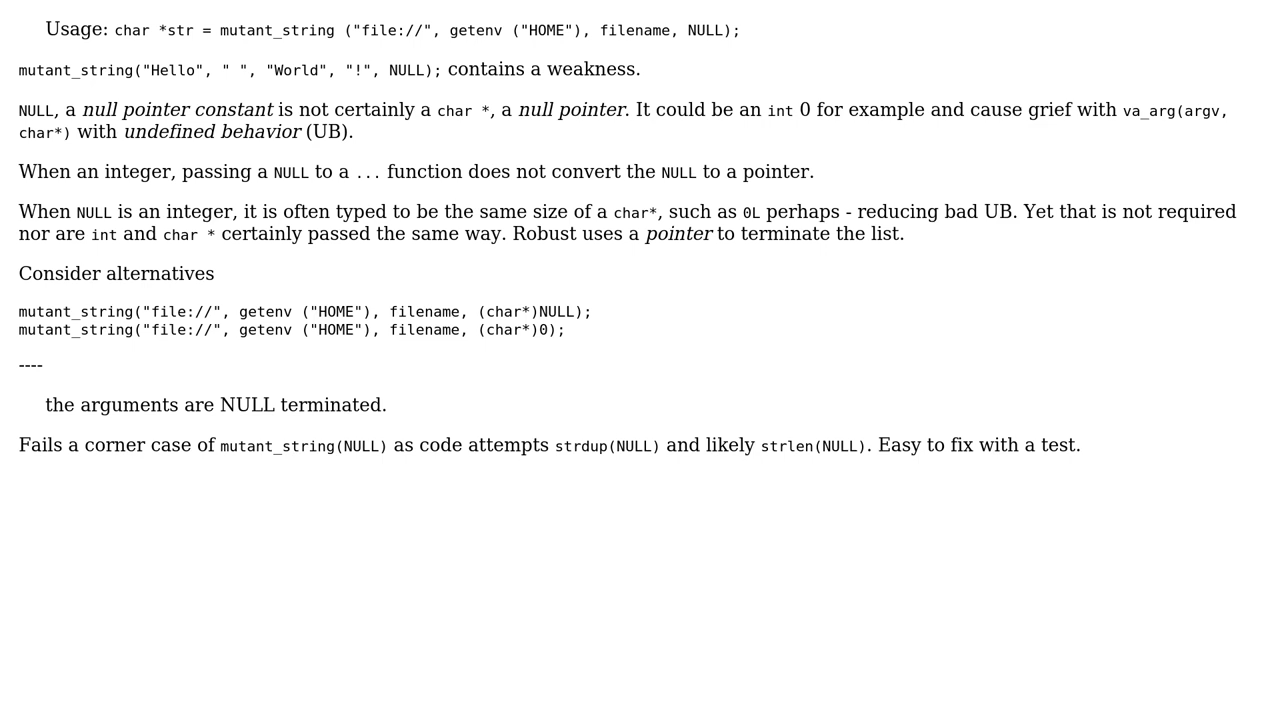 Usage: char *str = mutant_string ("file://", getenv ("HOME"), filename, NULL);
mutant_string("Hello", " ", "World", "!", NULL); contains a weakness.
NULL, a null pointer constant is not certainly a char *, a null pointer. It could be an int 0 for example and cause grief with va_arg(argv,
char*) with undefined behavior (UB).
When an integer, passing a NULL to a ... function does not convert the NULL to a pointer.
When NULL is an integer, it is often typed to be the same size of a char*, such as 0L perhaps - reducing bad UB. Yet that is not required
nor are int and char * certainly passed the same way. Robust uses a pointer to terminate the list.
Consider alternatives
mutant_string("file://", getenv ("HOME"), filename, (char*)NULL);
mutant_string("file://", getenv ("HOME"), filename, (char*)0);
----
the arguments are NULL terminated.
Fails a corner case of mutant_string(NULL) as code attempts strdup(NULL) and likely strlen(NULL). Easy to fix with a test.